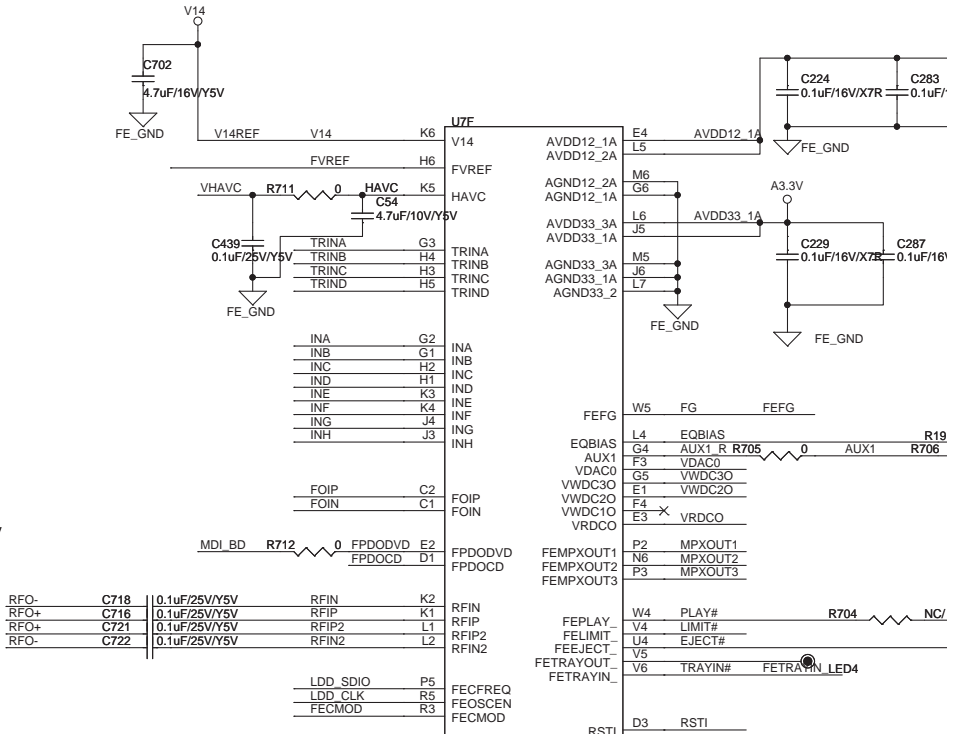 V14
C702
4.7uF/16V/Y5V
FE_GND
C224
0.1uF/16V/X7R
C283
0.1uF/
FE_GND
U7F
V14REF V14 K6 V14
FVREF H6 FVREF
VHAVC R711 0 HAVC K5 HAVC
C54
4.7uF/10V/Y5V
C439
0.1uF/25V/Y5V
TRINA G3 TRINA
TRINB H4 TRINB
TRINC H3 TRINC
TRIND H5 TRIND
FE_GND
INA G2 INA
INB G1 INB
INC H2 INC
IND H1 IND
INE K3 INE
INF K4 INF
ING J4 ING
INH J3 INH
FOIP C2 FOIP
FOIN C1 FOIN
MDI_BD R712 0 FPDODVD E2 FPDODVD
FPDOCD D1 FPDOCD
RFO- C718 0.1uF/25V/Y5V RFIN K2 RFIN
RFO+ C716 0.1uF/25V/Y5V RFIP K1 RFIP
RFO+ C721 0.1uF/25V/Y5V RFIP2 L1 RFIP2
RFO- C722 0.1uF/25V/Y5V RFIN2 L2 RFIN2
LDD_SDIO P5 FECFREQ
LDD_CLK R5 FEOSCEN
FECMOD R3 FECMOD
AVDD12_1A E4 AVDD12_1A
AVDD12_2A L5
AGND12_2A M6
AGND12_1A G6
A3.3V
AVDD33_3A L6 AVDD33_1A
AVDD33_1A J5
C229
0.1uF/16V/X7R
C287
0.1uF/16V
AGND33_3A M5
AGND33_1A J6
AGND33_2 L7
FE_GND
FE_GND
FEFG W5 FG FEFG
EQBIAS L4 EQBIAS R19
AUX1 G4 AUX1_R R705 0 AUX1 R706
VDAC0 F3 VDAC0
VWDC3O G5 VWDC3O
VWDC2O E1 VWDC2O
VWDC1O F4
VRDCO E3 VRDCO
FEMPXOUT1 P2 MPXOUT1
FEMPXOUT2 N6 MPXOUT2
FEMPXOUT3 P3 MPXOUT3
FEPLAY_ W4 PLAY# R704 NC/
FELIMIT_ V4 LIMIT#
FEEJECT_ U4 EJECT#
FETRAYOUT_ V5
FETRAYIN_ V6 TRAYIN# FETRAYIN_LED4
RSTI D3 RSTI